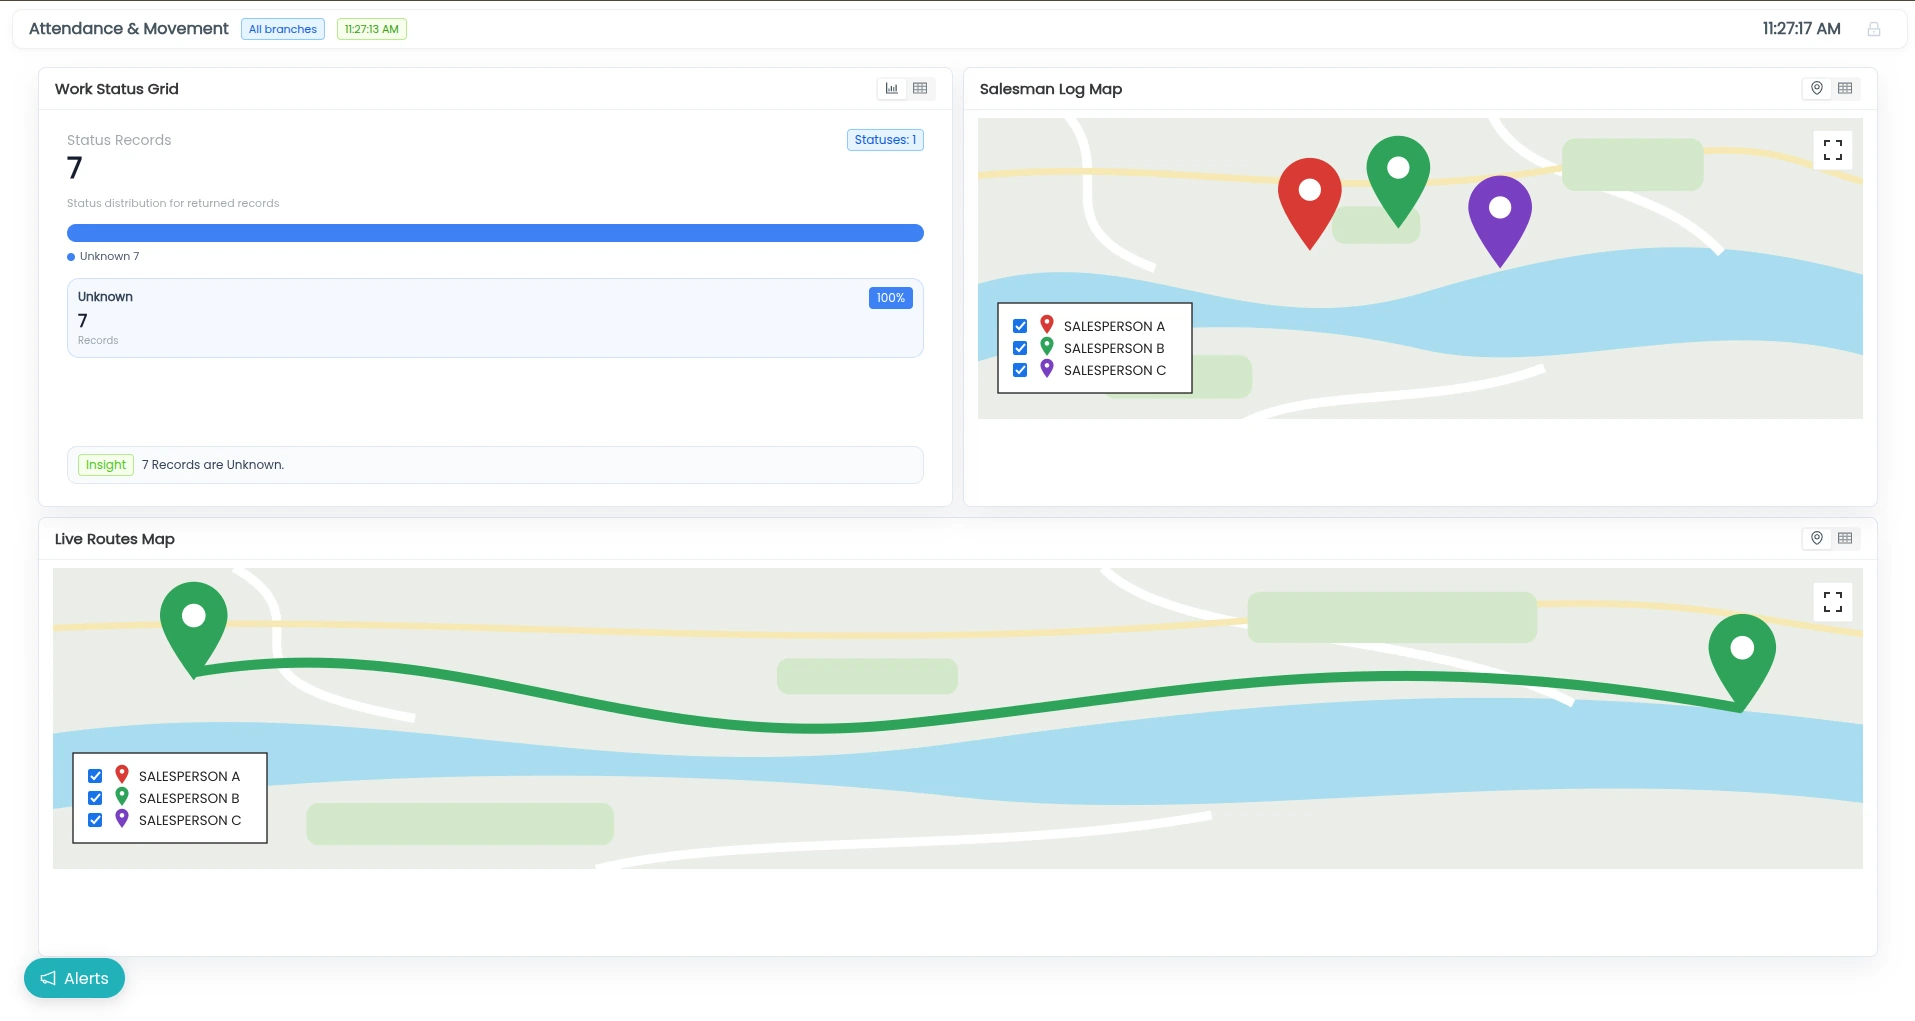 Attendance & Movement
All branches
11:27:13 AM
11:27:17 AM
Work Status Grid
Status Records
7
Statuses: 1
Status distribution for returned records
Unknown 7
Unknown
100%
7
Records
Insight
7 Records are Unknown.
Salesman Log Map
SALESPERSON A
SALESPERSON B
SALESPERSON C
Live Routes Map
SALESPERSON A
SALESPERSON B
SALESPERSON C
Alerts